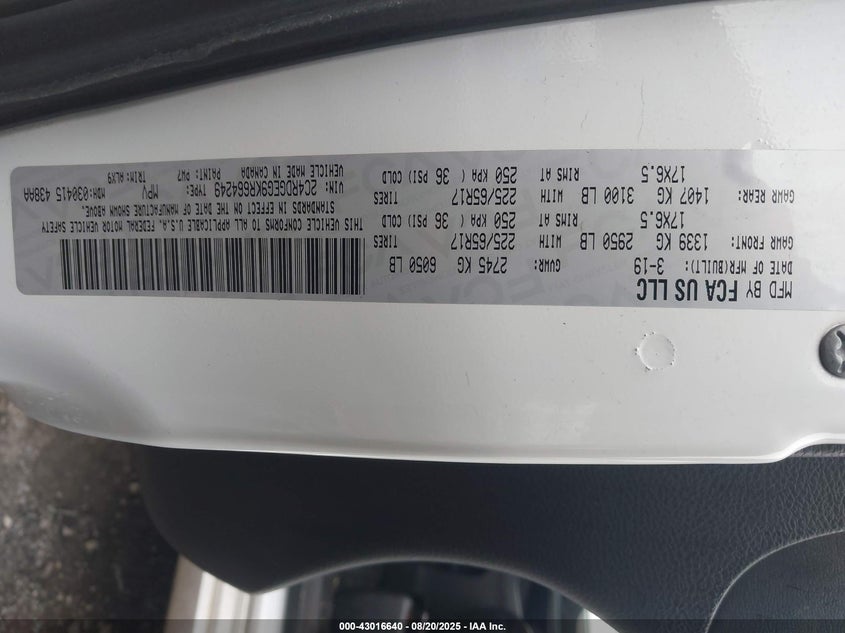 MFD BY FCA US LLC
DATE OF MFR(BUILT): 3-19 GVWR: 2745 KG 6050 LB
GAWR FRONT: 1339 KG 2950 LB WITH 225/65R17 TIRES
17X6.5 RIMS AT 250 KPA ( 36 PSI) COLD
GAWR REAR: 1407 KG 3100 LB WITH 225/65R17 TIRES
17X6.5 RIMS AT 250 KPA ( 36 PSI) COLD
THIS VEHICLE CONFORMS TO ALL APPLICABLE U.S.A. FEDERAL MOTOR VEHICLE SAFETY
STANDARDS IN EFFECT ON THE DATE OF MANUFACTURE SHOWN ABOVE.
VIN: 2C4RDGEG9KR664249 TYPE: MPV MDH:030415 438AA
VEHICLE MADE IN CANADA PAINT: PW7 TRIM: ALX9
000-43016640 - 08/20/2025 - IAA Inc.